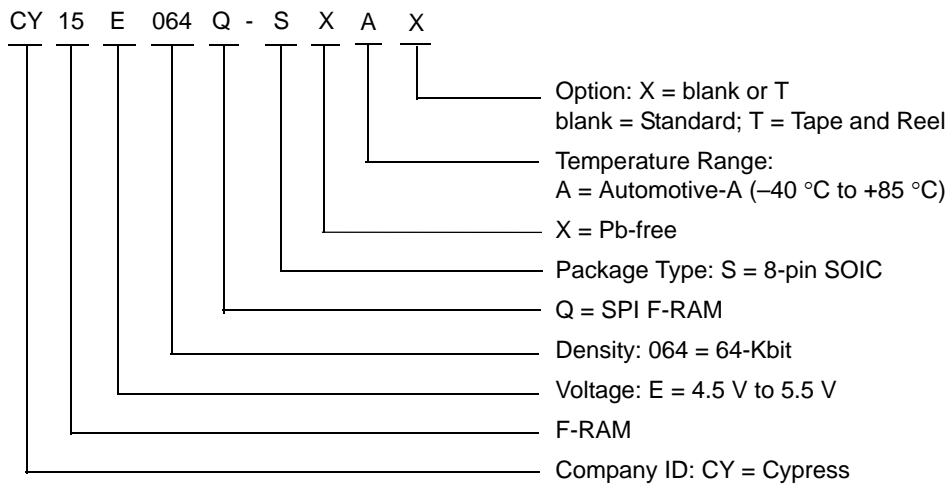 CY 15 E 064 Q - S X A X
Option: X = blank or T
blank = Standard; T = Tape and Reel
Temperature Range:
A = Automotive-A (–40 °C to +85 °C)
X = Pb-free
Package Type: S = 8-pin SOIC
Q = SPI F-RAM
Density: 064 = 64-Kbit
Voltage: E = 4.5 V to 5.5 V
F-RAM
Company ID: CY = Cypress